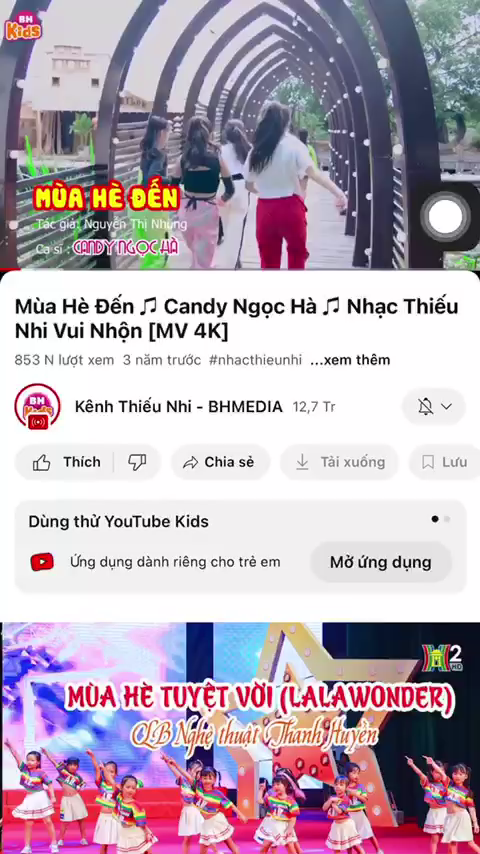 BH
Kids
MÙA HÈ ĐẾN
Tác giả: Nguyễn Thị Nhung
Ca sĩ : CANDY NGỌC HÀ
Mùa Hè Đến 🎵 Candy Ngọc Hà 🎵 Nhạc Thiếu
Nhi Vui Nhộn [MV 4K]
853 N lượt xem 3 năm trước #nhacthieunhi ...xem thêm
BH
Kids
Kênh Thiếu Nhi - BHMEDIA 12,7 Tr
Thích
Chia sẻ
Tải xuống
Lưu
Dùng thử YouTube Kids
Ứng dụng dành riêng cho trẻ em
Mở ứng dụng
H2
HD
MÙA HÈ TUYỆT VỜI (LALAWONDER)
CLB Nghệ thuật Thanh Huyền